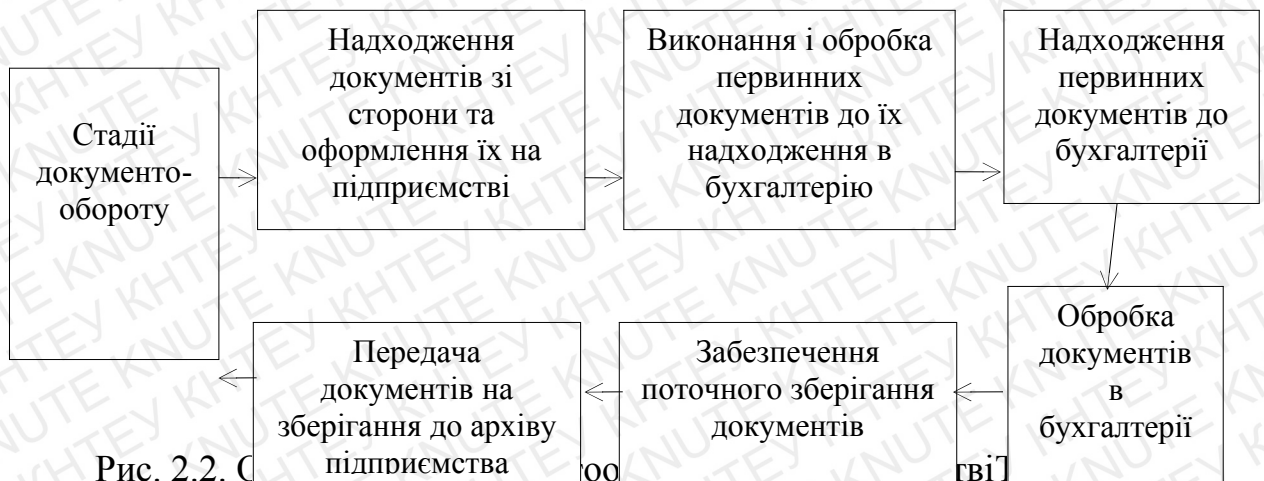 Стадії
документо-
обороту
Надходження
документів зі
сторони та
оформлення їх на
підприємстві
Виконання і обробка
первинних
документів до їх
надходження в
бухгалтерію
Надходження
первинних
документів до
бухгалтерії
Обробка
документів
в
бухгалтерії
Забезпечення
поточного зберігання
документів
Передача
документів на
зберігання до архіву
підприємства
Рис. 2.2.